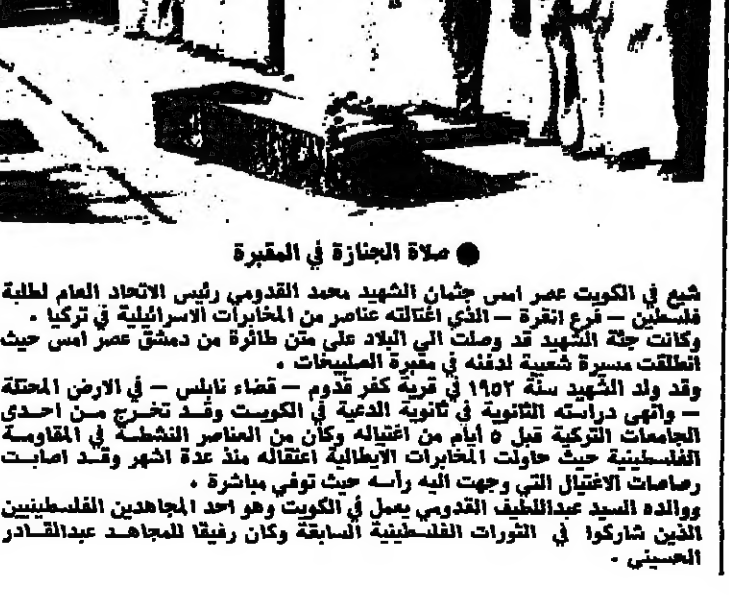 ● صلاة الجنازة في المقبرة
شيع في الكويت عصر امس جثمان الشهيد محمد القدومي رئيس الاتحاد العام لطلبة
فلسطين — فرع انقرة — الذي اغتالته عناصر من المخابرات الاسرائيلية في تركيا .
وكانت جثة الشهيد قد وصلت الي البلاد على متن طائرة من دمشق عصر امس حيث
انطلقت مسيرة شعبية لدفنه في مقبرة الصليبخات .
وقد ولد الشهيد سنة ١٩٥٢ في قرية كفر قدوم — قضاء نابلس — في الارض المحتلة
— وانهى دراسته الثانوية في ثانوية الدعية في الكويت وقد تخرج من احدى
الجامعات التركية قبل ٥ أيام من اغتياله وكان من العناصر النشطة في المقاومة
الفلسطينية حيث حاولت المخابرات الايطالية اعتقاله منذ عدة اشهر وقد اصابت
رصاصات الاغتيال التي وجهت اليه رأسه حيث توفي مباشرة .
ووالده السيد عبداللطيف القدومي يعمل في الكويت وهو احد المجاهدين الفلسطينيين
الذين شاركوا في الثورات الفلسطينية السابقة وكان رفيقا للمجاهد عبدالقادر
الحسيني .